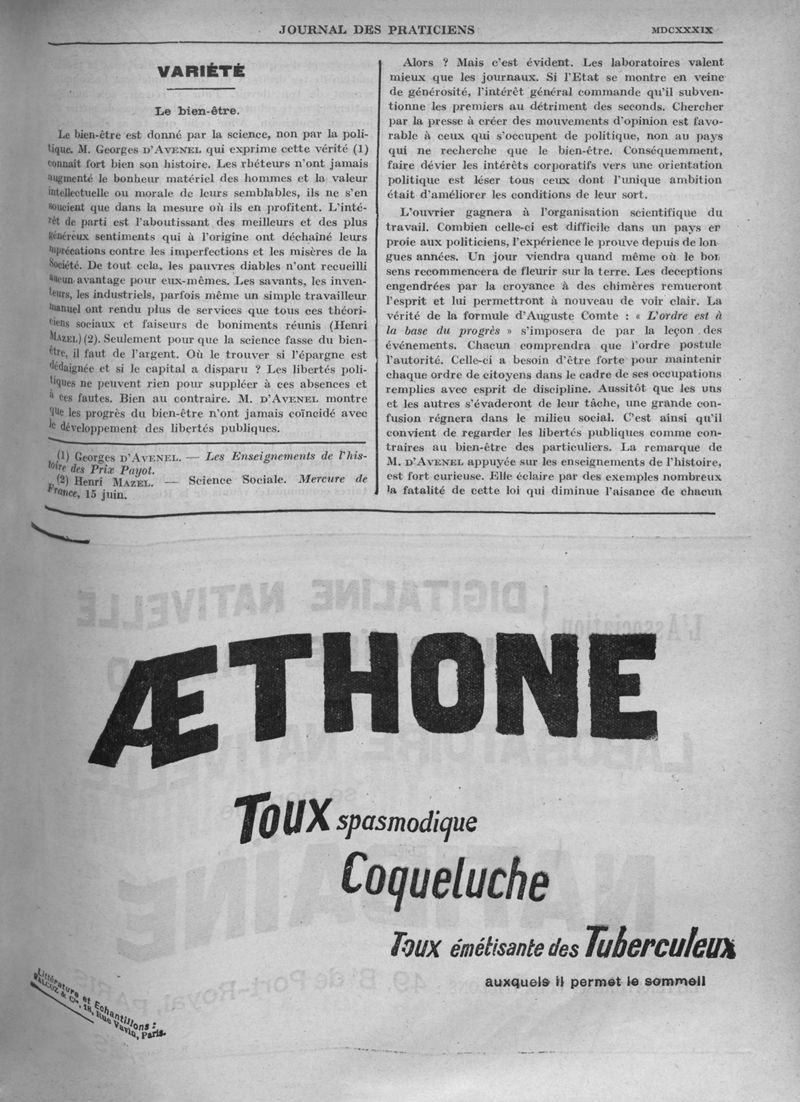 JOURNAL DES PRATICIENS
MDCXXXIX
VARIÉTÉ
Le bien-être.
Le bien-être est donné par la science, non par la poli-
tique. M. Georges D'AVENEL qui exprime cette vérité (1)
connaît fort bien son histoire. Les rhéteurs n'ont jamais
augmenté le bonheur matériel des hommes et la valeur
intellectuelle ou morale de leurs semblables, ils ne s'en
soucient que dans la mesure où ils en profitent. L'inté-
rêt de parti est l'aboutissant des meilleurs et des plus
généreux sentiments qui à l'origine ont déchaîné leurs
imprécations contre les imperfections et les misères de la
Société. De tout cela, les pauvres diables n'ont recueilli
aucun avantage pour eux-mêmes. Les savants, les inven-
teurs, les industriels, parfois même un simple travailleur
manuel ont rendu plus de services que tous ces théori-
ciens sociaux et faiseurs de boniments réunis (Henri
MAZEL) (2). Seulement pour que la science fasse du bien-
être, il faut de l'argent. Où le trouver si l'épargne est
dédaignée et si le capital a disparu ? Les libertés poli-
tiques ne peuvent rien pour suppléer à ces absences et
à ces fautes. Bien au contraire. M. D'AVENEL montre
que les progrès du bien-être n'ont jamais coïncidé avec
le développement des libertés publiques.
(1) Georges D'AVENEL. — Les Enseignements de l'his-
toire des Prix Payot.
(2) Henri MAZEL. — Science Sociale. Mercure de
France, 15 juin.
Alors ? Mais c'est évident. Les laboratoires valent
mieux que les journaux. Si l'Etat se montre en veine
de générosité, l'intérêt général commande qu'il subven-
tionne les premiers au détriment des seconds. Chercher
par la presse à créer des mouvements d'opinion est favo-
rable à ceux qui s'occupent de politique, non au pays
qui ne recherche que le bien-être. Conséquemment,
faire dévier les intérêts corporatifs vers une orientation
politique est léser tous ceux dont l'unique ambition
était d'améliorer les conditions de leur sort.
L'ouvrier gagnera à l'organisation scientifique du
travail. Combien celle-ci est difficile dans un pays en
proie aux politiciens, l'expérience le prouve depuis de lon
gues années. Un jour viendra quand même où le bon
sens recommencera de fleurir sur la terre. Les deceptions
engendrées par la croyance à des chimères remueront
l'esprit et lui permettront à nouveau de voir clair. La
vérité de la formule d'Auguste Comte : « L'ordre est à
la base du progrès » s'imposera de par la leçon des
événements. Chacun comprendra que l'ordre postule
l'autorité. Celle-ci a besoin d'être forte pour maintenir
chaque ordre de citoyens dans le cadre de ses occupations
remplies avec esprit de discipline. Aussitôt que les uns
et les autres s'évaderont de leur tâche, une grande con-
fusion régnera dans le milieu social. C'est ainsi qu'il
convient de regarder les libertés publiques comme con-
traires au bien-être des particuliers. La remarque de
M. D'AVENEL appuyée sur les enseignements de l'histoire,
est fort curieuse. Elle éclaire par des exemples nombreux
la fatalité de cette loi qui diminue l'aisance de chacun
ÆTHONE
Toux spasmodique
Coqueluche
Toux émétisante des Tuberculeux
auxquels il permet le sommeil
Littérature et Echantillons :
FALCOZ & Cie, 18, Rue Vavin, Paris.